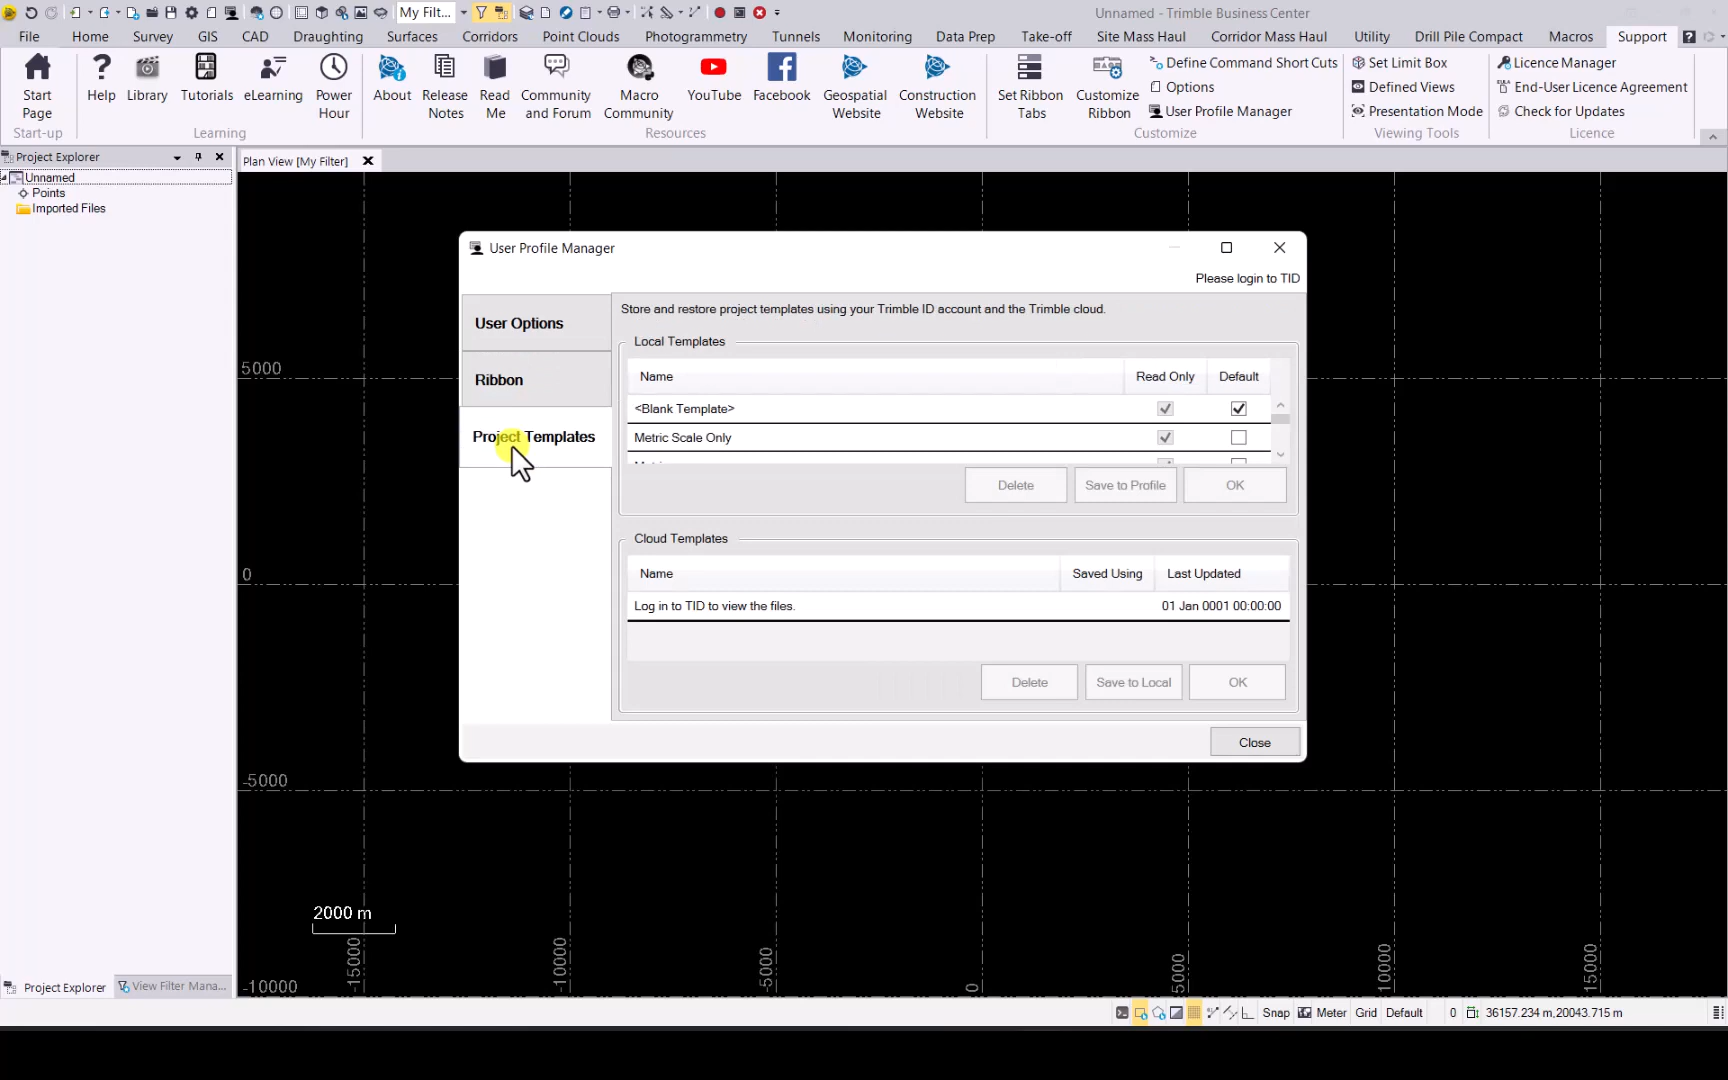 My Filt...
Unnamed - Trimble Business Center
File Home Survey GIS CAD Draughting Surfaces Corridors Point Clouds Photogrammetry Tunnels Monitoring Data Prep Take-off Site Mass Haul Corridor Mass Haul Utility Drill Pile Compact Macros Support
Start Page
Help
Library
Tutorials
eLearning
Power Hour
About
Release Notes
Read Me
Community and Forum
Macro Community
YouTube
Facebook
Geospatial Website
Construction Website
Set Ribbon Tabs
Customize Ribbon
Define Command Short Cuts
Options
User Profile Manager
Set Limit Box
Defined Views
Presentation Mode
Licence Manager
End-User Licence Agreement
Check for Updates
Start-up Learning Resources Customize Viewing Tools Licence
Project Explorer
Unnamed
Points
Imported Files
Plan View [My Filter]
User Profile Manager
Please login to TID
User Options
Ribbon
Project Templates
Store and restore project templates using your Trimble ID account and the Trimble cloud.
Local Templates
Name Read Only Default
<Blank Template>
Metric Scale Only
Delete Save to Profile OK
Cloud Templates
Name Saved Using Last Updated
Log in to TID to view the files. 01 Jan 0001 00:00:00
Delete Save to Local OK
Close
5000
0
-5000
-10000
2000 m
-15000 -10000 -5000 0 5000 10000 15000
Project Explorer View Filter Mana...
Snap Meter Grid Default 0 36157.234 m,20043.715 m